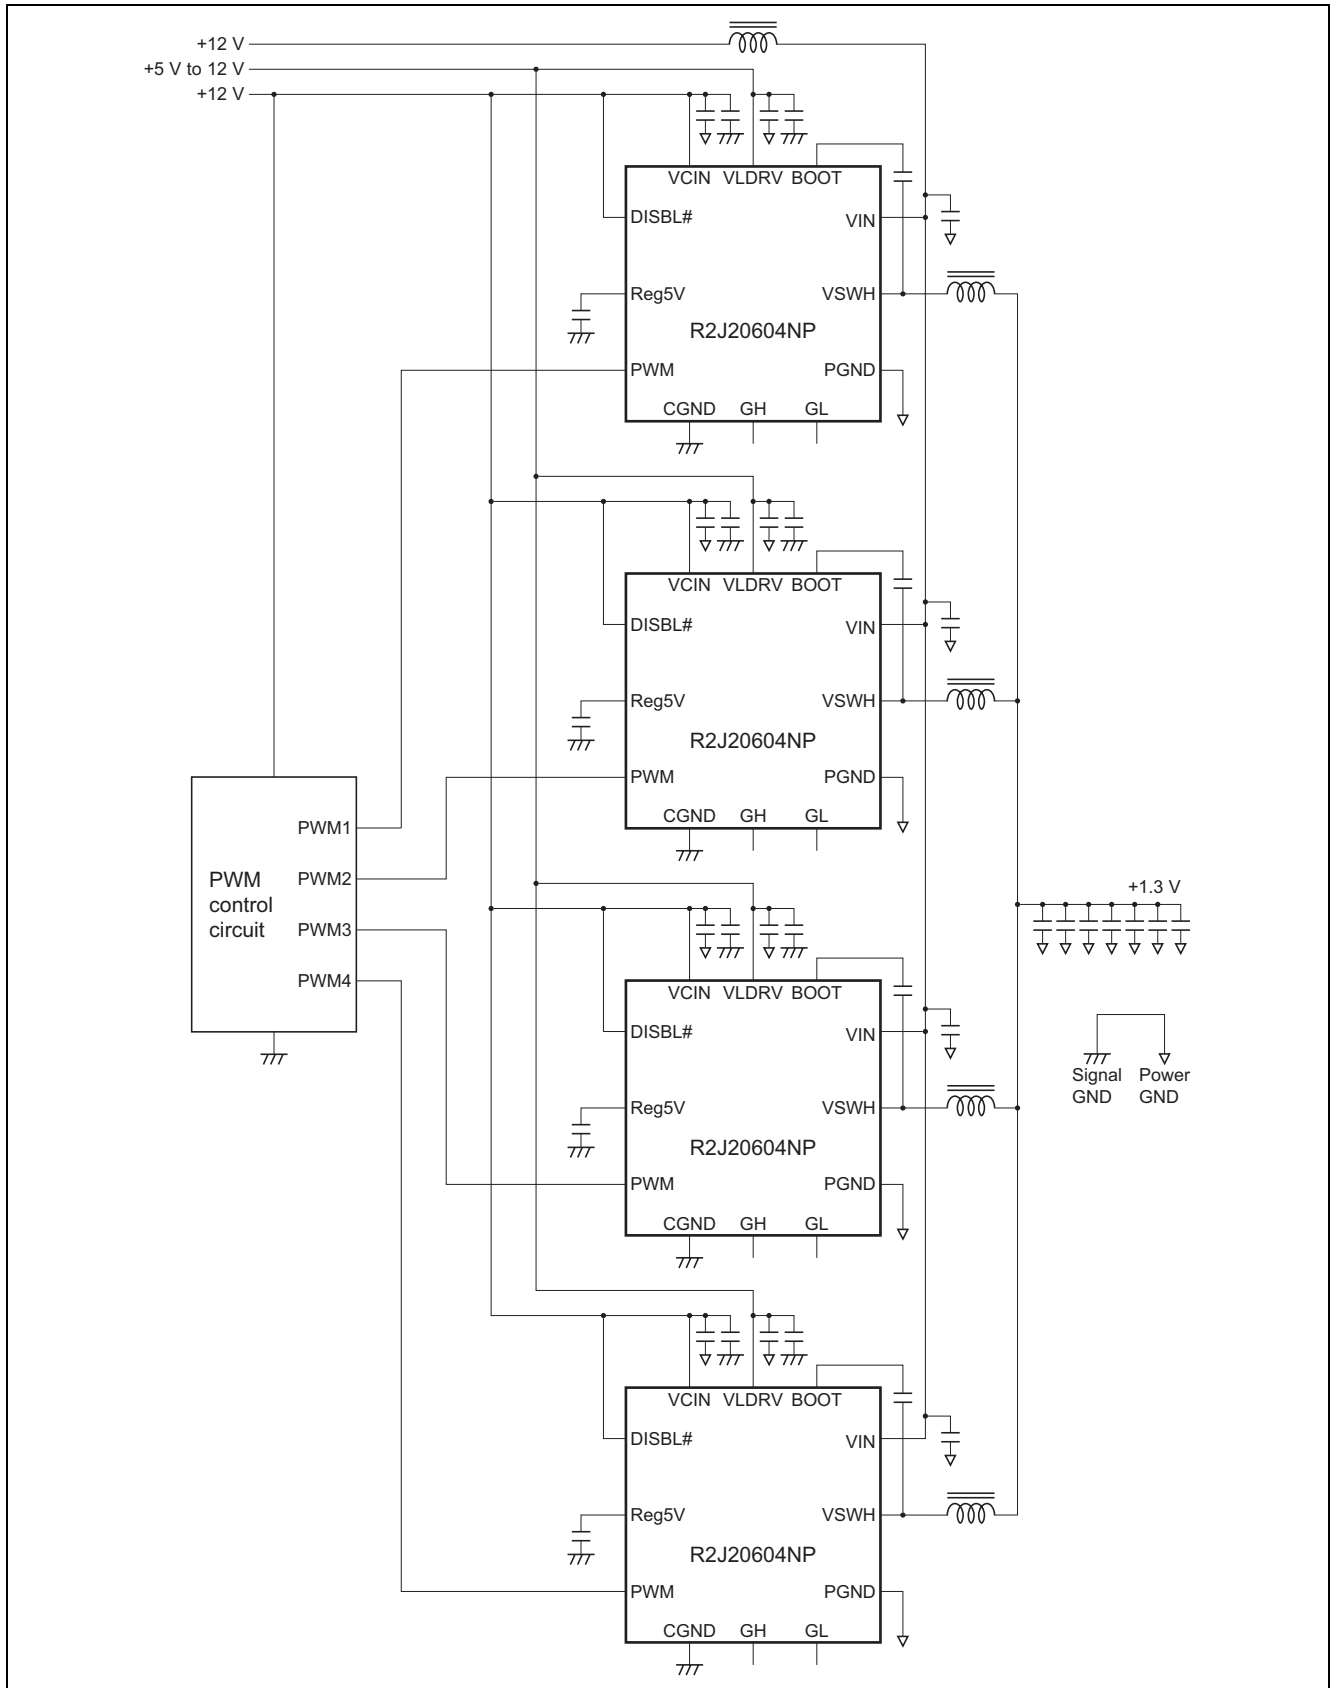 +12 V
+5 V to 12 V
+12 V
VCIN VLDRV BOOT
DISBL#
VIN
Reg5V
VSWH
R2J20604NP
PWM
PGND
CGND GH GL
VCIN VLDRV BOOT
DISBL#
VIN
Reg5V
VSWH
R2J20604NP
PWM
PGND
CGND GH GL
PWM
control
circuit
PWM1
PWM2
PWM3
PWM4
+1.3 V
VCIN VLDRV BOOT
DISBL#
VIN
Reg5V
VSWH
R2J20604NP
PWM
PGND
CGND GH GL
Signal
GND
Power
GND
VCIN VLDRV BOOT
DISBL#
VIN
Reg5V
VSWH
R2J20604NP
PWM
PGND
CGND GH GL